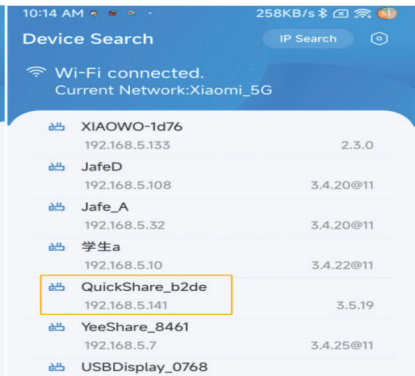 10:14 AM 258KB/s
Device Search IP Search
Wi-Fi connected.
Current Network:Xiaomi_5G
XIAOWO-1d76
192.168.5.133 2.3.0
JafeD
192.168.5.108 3.4.20@11
Jafe_A
192.168.5.32 3.4.20@11
学生a
192.168.5.10 3.4.22@11
QuickShare_b2de
192.168.5.141 3.5.19
YeeShare_8461
192.168.5.7 3.4.25@11
USBDisplay_0768